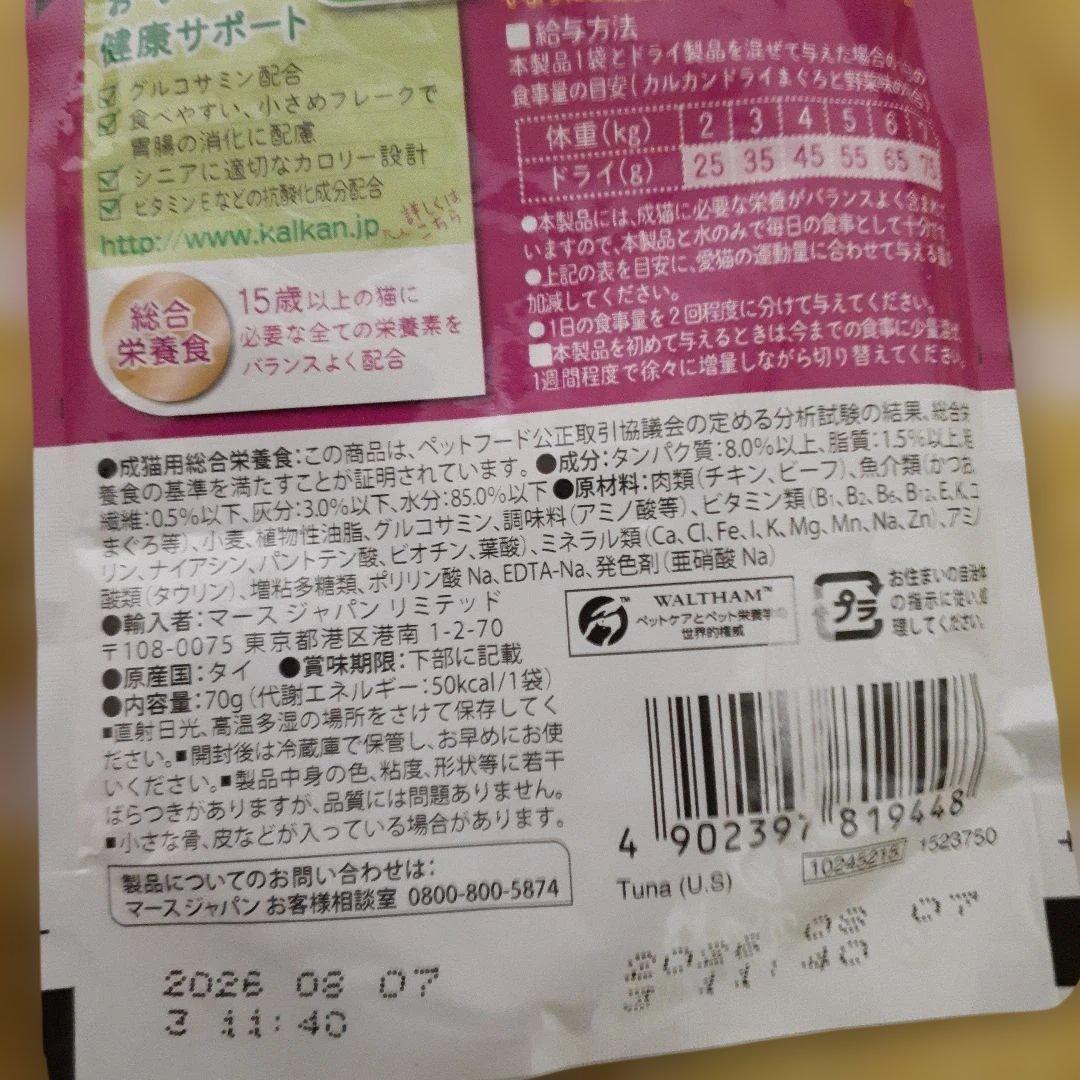 健康サポート
グルコサミン配合
食べやすい、小さめフレークで
胃腸の消化に配慮
シニアに適切なカロリー設計
ビタミンEなどの抗酸化成分配合
http://www.kalkan.jp
詳しくは
こちら
総合
栄養食
15歳以上の猫に
必要な全ての栄養素を
バランスよく配合
■給与方法
本製品1袋とドライ製品を混ぜて与えた場合の
食事量の目安(カルカンドライまぐろと野菜味の
体重(kg) 2 3 4 5 6 7
ドライ(g) 25 35 45 55 65 75
●本製品には、成猫に必要な栄養がバランスよく含まれて
いますので、本製品と水のみで毎日の食事として十分で
●上記の表を目安に、愛猫の運動量に合わせて与える量を
加減してください。
●1日の食事量を2回程度に分けて与えてください。
■本製品を初めて与えるときは、今までの食事に少量混ぜ、
1週間程度で徐々に増量しながら切り替えてください。
●成猫用総合栄養食:この商品は、ペットフード公正取引協議会の定める分析試験の結果、総合栄
養食の基準を満たすことが証明されています。●成分:タンパク質:8.0%以上、脂質:1.5%以上、粗
繊維:0.5%以下、灰分:3.0%以下、水分:85.0%以下 ●原材料:肉類(チキン、ビーフ)、魚介類(かつお、
まぐろ等)、小麦、植物性油脂、グルコサミン、調味料(アミノ酸等)、ビタミン類(B1、B2、B6、B12、E、K、コ
リン、ナイアシン、パントテン酸、ビオチン、葉酸)、ミネラル類(Ca、Cl、Fe、I、K、Mg、Mn、Na、Zn)、アミノ
酸類(タウリン)、増粘多糖類、ポリリン酸Na、EDTA-Na、発色剤(亜硝酸Na)
●輸入者:マース ジャパン リミテッド
〒108-0075 東京都港区港南 1-2-70
●原産国:タイ ●賞味期限:下部に記載
●内容量:70g(代謝エネルギー:50kcal/1袋)
■直射日光、高温多湿の場所をさけて保存してく
ださい。■開封後は冷蔵庫で保管し、お早めにお使
いください。■製品中身の色、粘度、形状等に若干
ばらつきがありますが、品質には問題ありません。
■小さな骨、皮などが入っている場合があります。
製品についてのお問い合わせは:
マースジャパン お客様相談室 0800-800-5874
WALTHAM™
ペットケアとペット栄養学の
世界的権威
プラ
お住まいの自治体
の指示に従い処
理してください。
4 902397 819448
10245215 1523750
Tuna (U.S)
2026 08 07
3 11:40